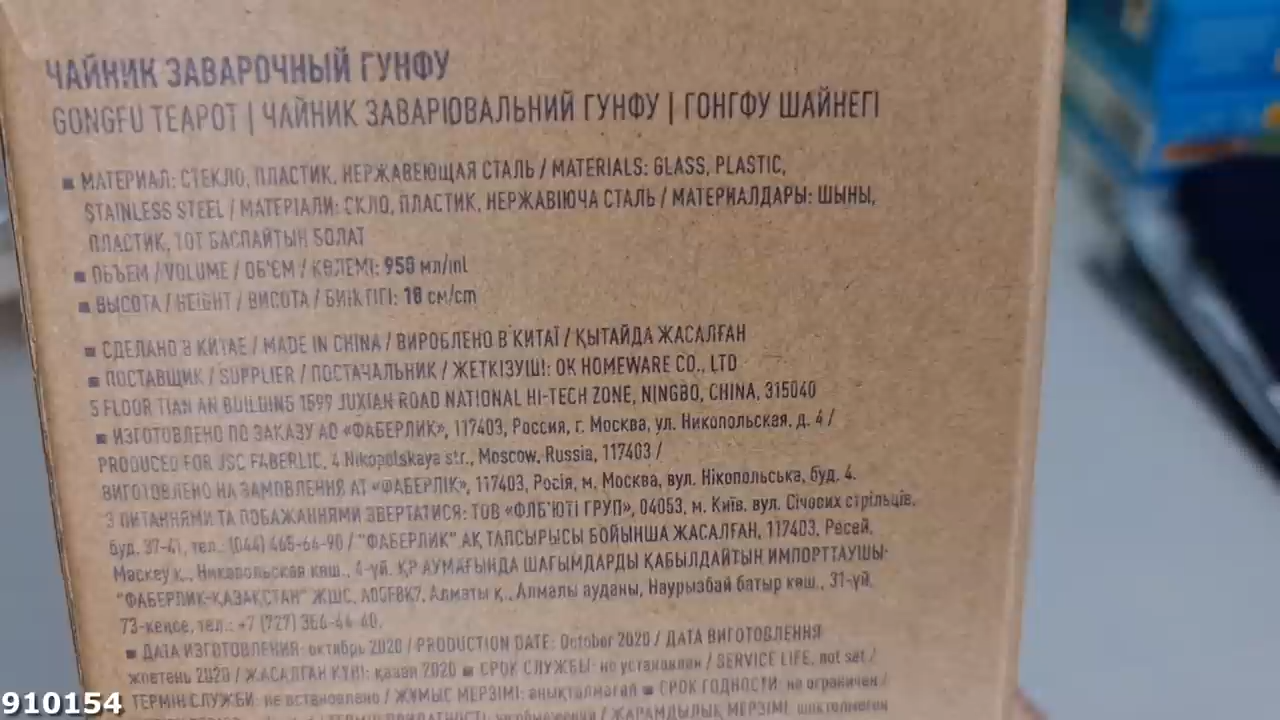 ЧАЙНИК ЗАВАРОЧНЫЙ ГУНФУ
GONGFU TEAPOT | ЧАЙНИК ЗАВАРЮВАЛЬНИЙ ГУНФУ | ГОНГФУ ШАЙНЕГІ
▪ МАТЕРИАЛ: СТЕКЛО, ПЛАСТИК, НЕРЖАВЕЮЩАЯ СТАЛЬ / MATERIALS: GLASS, PLASTIC,
STAINLESS STEEL / МАТЕРІАЛИ: СКЛО, ПЛАСТИК, НЕРЖАВІЮЧА СТАЛЬ / МАТЕРИАЛДАРЫ: ШЫНЫ,
ПЛАСТИК, ТОТ БАСПАЙТЫН БОЛАТ
▪ ОБЪЕМ / VOLUME / ОБ'ЄМ / КӨЛЕМІ: 950 мл/ml
▪ ВЫСОТА / HEIGHT / ВИСОТА / БИІКТІГІ: 18 см/cm
▪ СДЕЛАНО В КИТАЕ / MADE IN CHINA / ВИРОБЛЕНО В КИТАЇ / ҚЫТАЙДА ЖАСАЛҒАН
▪ ПОСТАВЩИК / SUPPLIER / ПОСТАЧАЛЬНИК / ЖЕТКІЗУШІ: OK HOMEWARE CO., LTD
5 FLOOR TIAN AN BUILDING 1599 JUXIAN ROAD NATIONAL HI-TECH ZONE, NINGBO, CHINA, 315040
▪ ИЗГОТОВЛЕНО ПО ЗАКАЗУ АО «ФАБЕРЛИК», 117403, Россия, г. Москва, ул. Никопольская, д. 4 /
PRODUCED FOR JSC FABERLIC, 4 Nikopolskaya str., Moscow, Russia, 117403 /
ВИГОТОВЛЕНО НА ЗАМОВЛЕННЯ АТ «ФАБЕРЛІК», 117403, Росія, м. Москва, вул. Нікопольська, буд. 4.
З ПИТАННЯМИ ТА ПОБАЖАННЯМИ ЗВЕРТАТИСЯ: ТОВ «ФЛБ'ЮТІ ГРУП», 04053, м. Київ, вул. Січових стрільців,
буд. 37-41, тел.: (044) 465-64-90 / "ФАБЕРЛИК" АҚ ТАПСЫРЫСЫ БОЙЫНША ЖАСАЛҒАН, 117403, Ресей,
Мәскеу қ., Никопольская көш., 4-үй. ҚР АУМАҒЫНДА ШАҒЫМДАРДЫ ҚАБЫЛДАЙТЫН ИМПОРТТАУШЫ:
"ФАБЕРЛИК-ҚАЗАҚСТАН" ЖШС, A05F8K7, Алматы қ., Алмалы ауданы, Наурызбай батыр көш., 31-үй,
73-кеңсе, тел.: +7 (727) 366-44-40.
▪ ДАТА ИЗГОТОВЛЕНИЯ: октябрь 2020 / PRODUCTION DATE: October 2020 / ДАТА ВИГОТОВЛЕННЯ
жовтень 2020 / ЖАСАЛҒАН КҮНІ: қазан 2020 ▪ СРОК СЛУЖБЫ: не установлен / SERVICE LIFE, not set /
ТЕРМІН СЛУЖБИ: не встановлено / ЖҰМЫС МЕРЗІМІ: анықталмаған ▪ СРОК ГОДНОСТИ: не ограничен /
ЖАРАМДЫЛЫҚ МЕРЗІМІ:
910154